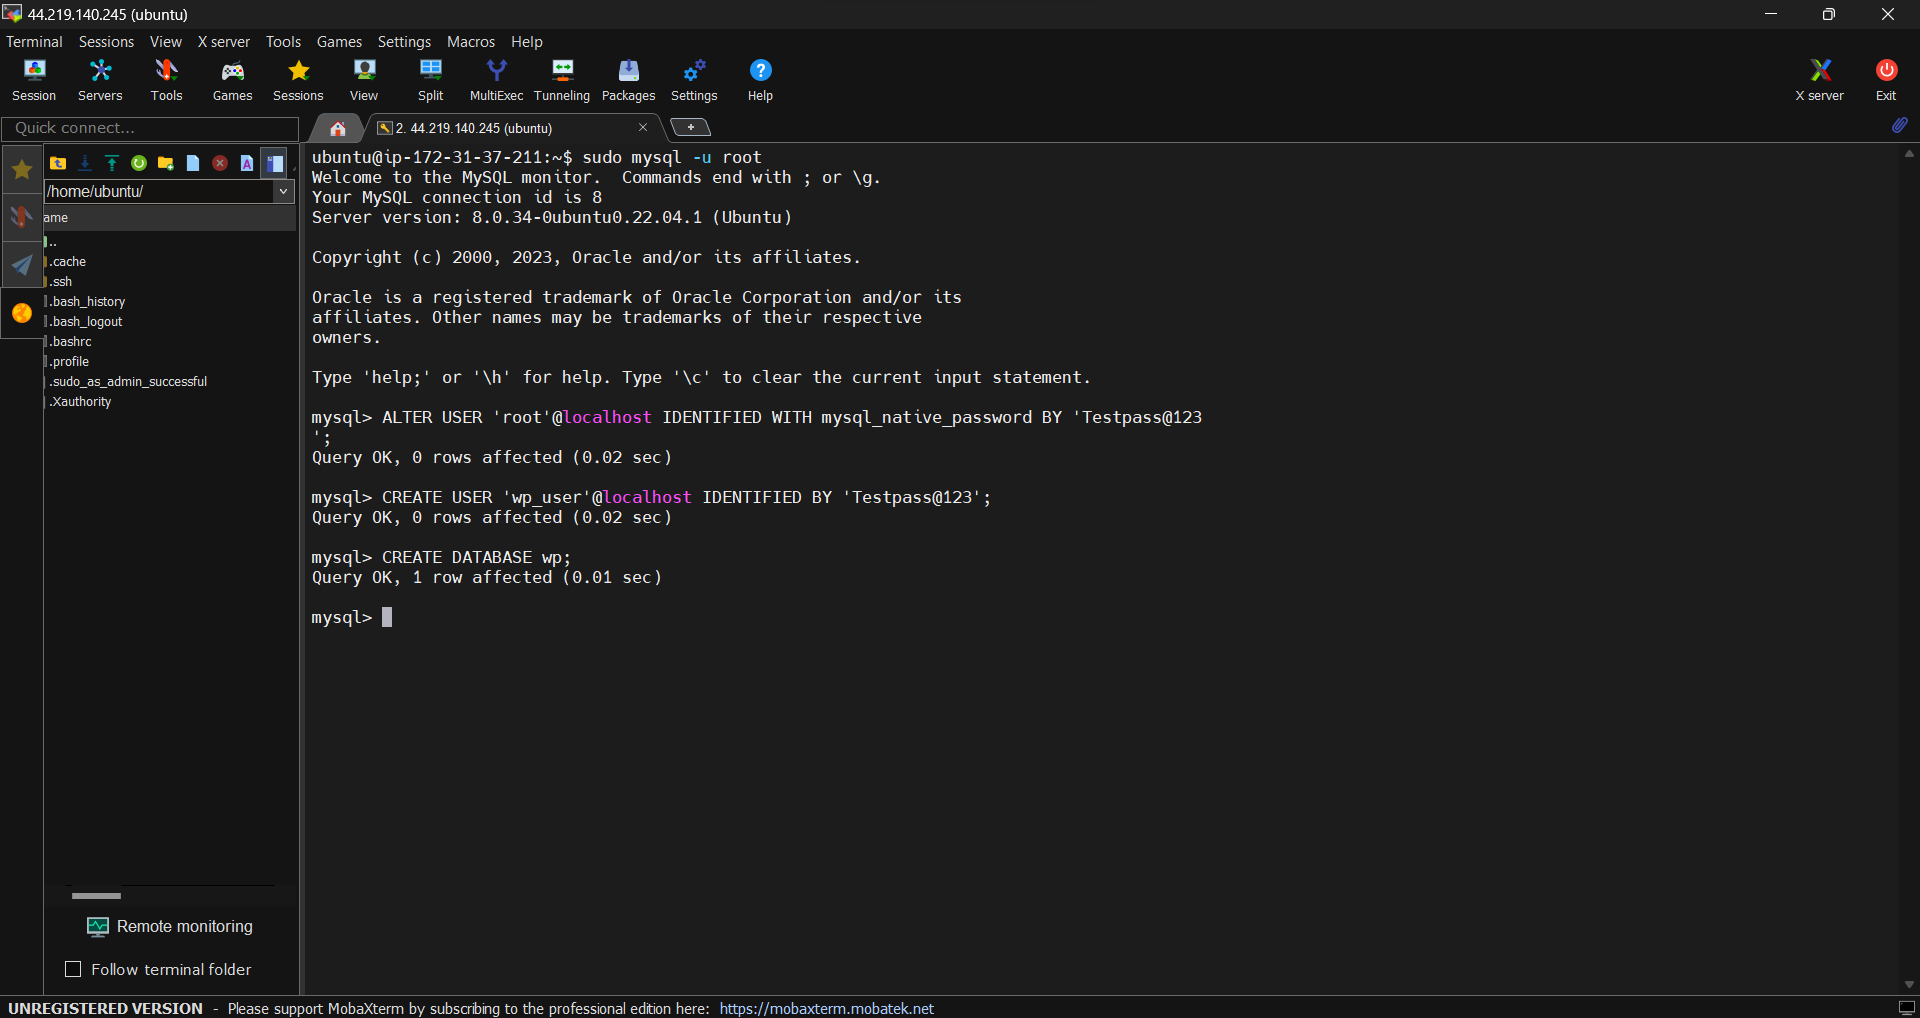 44.219.140.245 (ubuntu)
Terminal Sessions View X server Tools Games Settings Macros Help
Session Servers Tools Games Sessions View Split MultiExec Tunneling Packages Settings Help X server Exit
Quick connect...
2. 44.219.140.245 (ubuntu)
/home/ubuntu/
ame
..
.cache
.ssh
.bash_history
.bash_logout
.bashrc
.profile
.sudo_as_admin_successful
.Xauthority
Remote monitoring
Follow terminal folder
ubuntu@ip-172-31-37-211:~$ sudo mysql -u root
Welcome to the MySQL monitor.  Commands end with ; or \g.
Your MySQL connection id is 8
Server version: 8.0.34-0ubuntu0.22.04.1 (Ubuntu)
Copyright (c) 2000, 2023, Oracle and/or its affiliates.
Oracle is a registered trademark of Oracle Corporation and/or its
affiliates. Other names may be trademarks of their respective
owners.
Type 'help;' or '\h' for help. Type '\c' to clear the current input statement.
mysql> ALTER USER 'root'@localhost IDENTIFIED WITH mysql_native_password BY 'Testpass@123
';
Query OK, 0 rows affected (0.02 sec)
mysql> CREATE USER 'wp_user'@localhost IDENTIFIED BY 'Testpass@123';
Query OK, 0 rows affected (0.02 sec)
mysql> CREATE DATABASE wp;
Query OK, 1 row affected (0.01 sec)
mysql>
UNREGISTERED VERSION - Please support MobaXterm by subscribing to the professional edition here: https://mobaxterm.mobatek.net